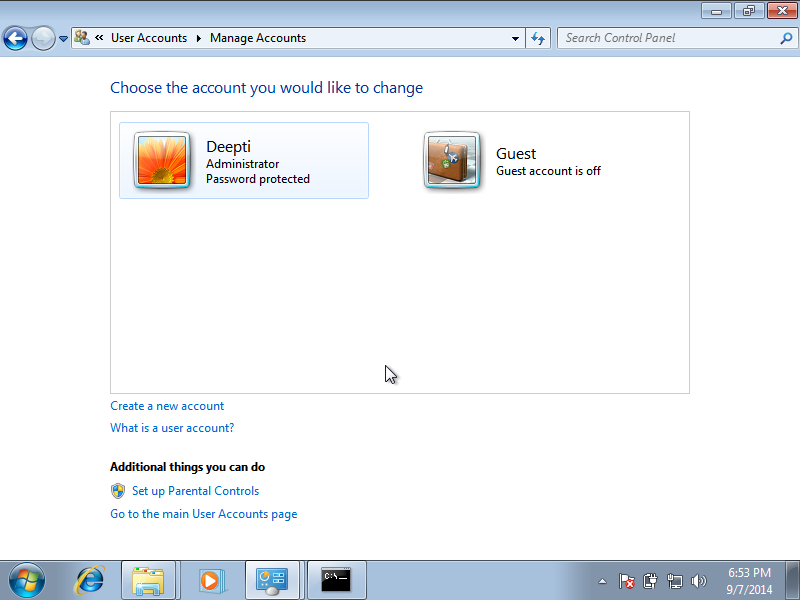 « User Accounts Manage Accounts
Search Control Panel
Choose the account you would like to change
Deepti
Administrator
Password protected
Guest
Guest account is off
Create a new account
What is a user account?
Additional things you can do
Set up Parental Controls
Go to the main User Accounts page
C:\_
6:53 PM
9/7/2014